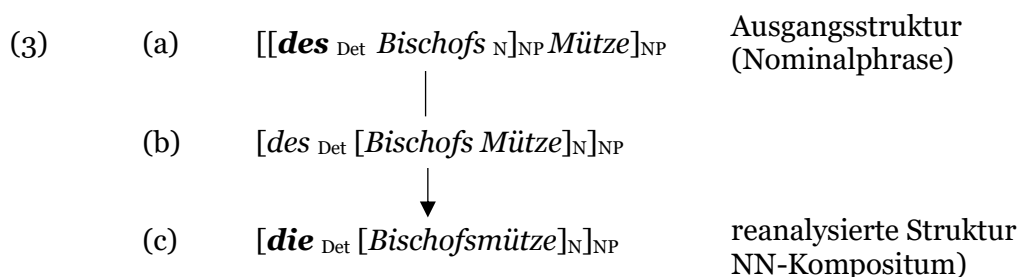 (3) (a) [[des Det Bischofs N]NP Mütze]NP Ausgangsstruktur
(Nominalphrase)
(b) [des Det [Bischofs Mütze]N]NP
(c) [die Det [Bischofsmütze]N]NP reanalysierte Struktur
NN-Kompositum)